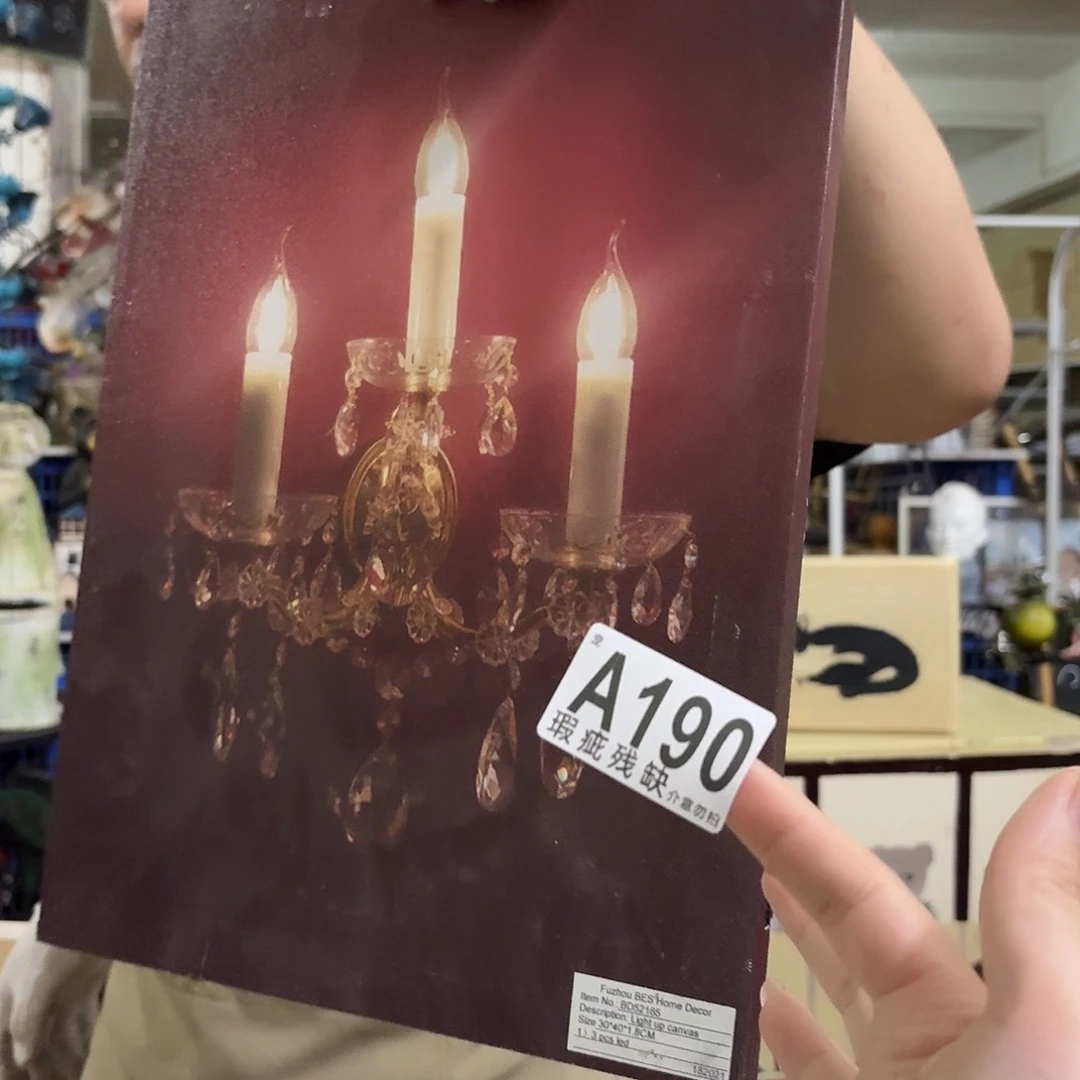 定
A190
瑕疵残缺
介意勿拍
Fuzhou BES Home Decor
Item No.: BD52185
Description: Light up canvas
Size 30*40*1.8CM
1）3 pcs led
182021